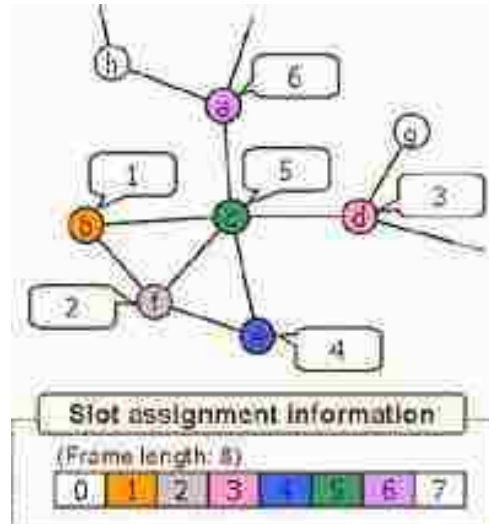 h
a
6
g
1
5
b
c
d
3
f
2
e
4
Slot assignment information
(Frame length: 8)
0 1 2 3 4 5 6 7